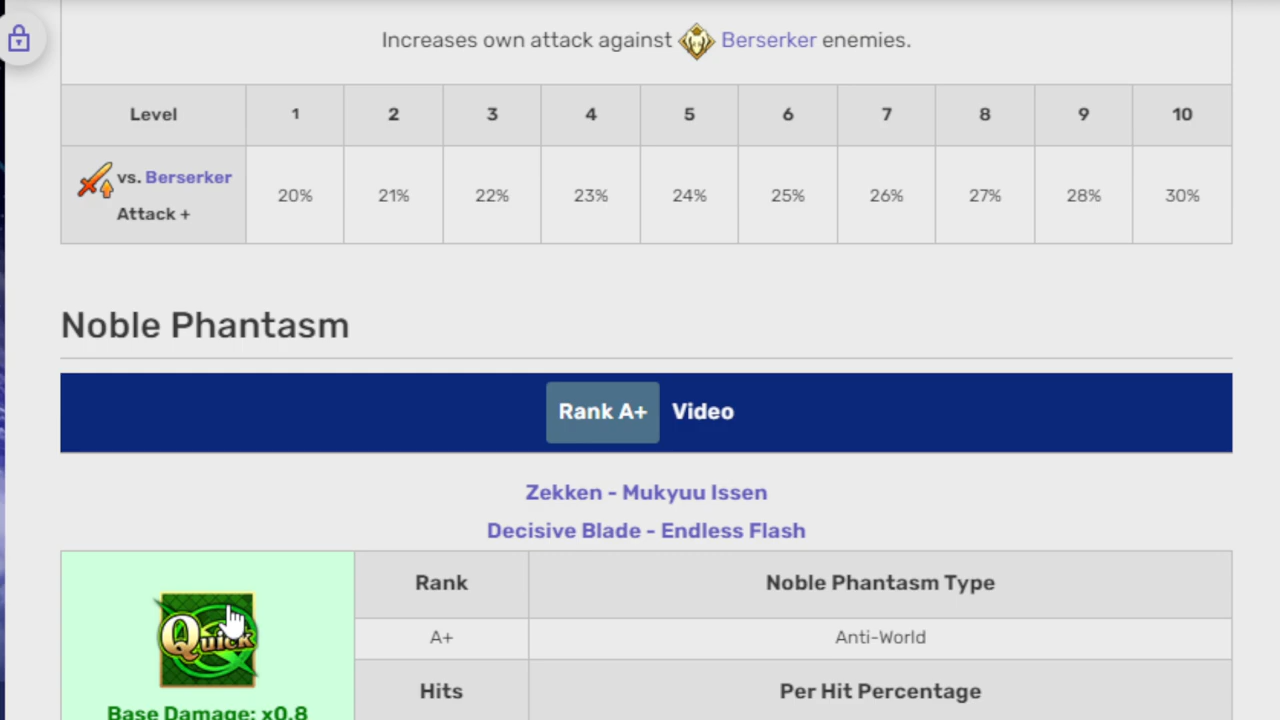 Increases own attack against Berserker enemies.
Level 1 2 3 4 5 6 7 8 9 10
vs. Berserker
Attack + 20% 21% 22% 23% 24% 25% 26% 27% 28% 30%
Noble Phantasm
Rank A+ Video
Zekken - Mukyuu Issen
Decisive Blade - Endless Flash
Rank Noble Phantasm Type
Quick
A+ Anti-World
Hits Per Hit Percentage
Base Damage: x0.8